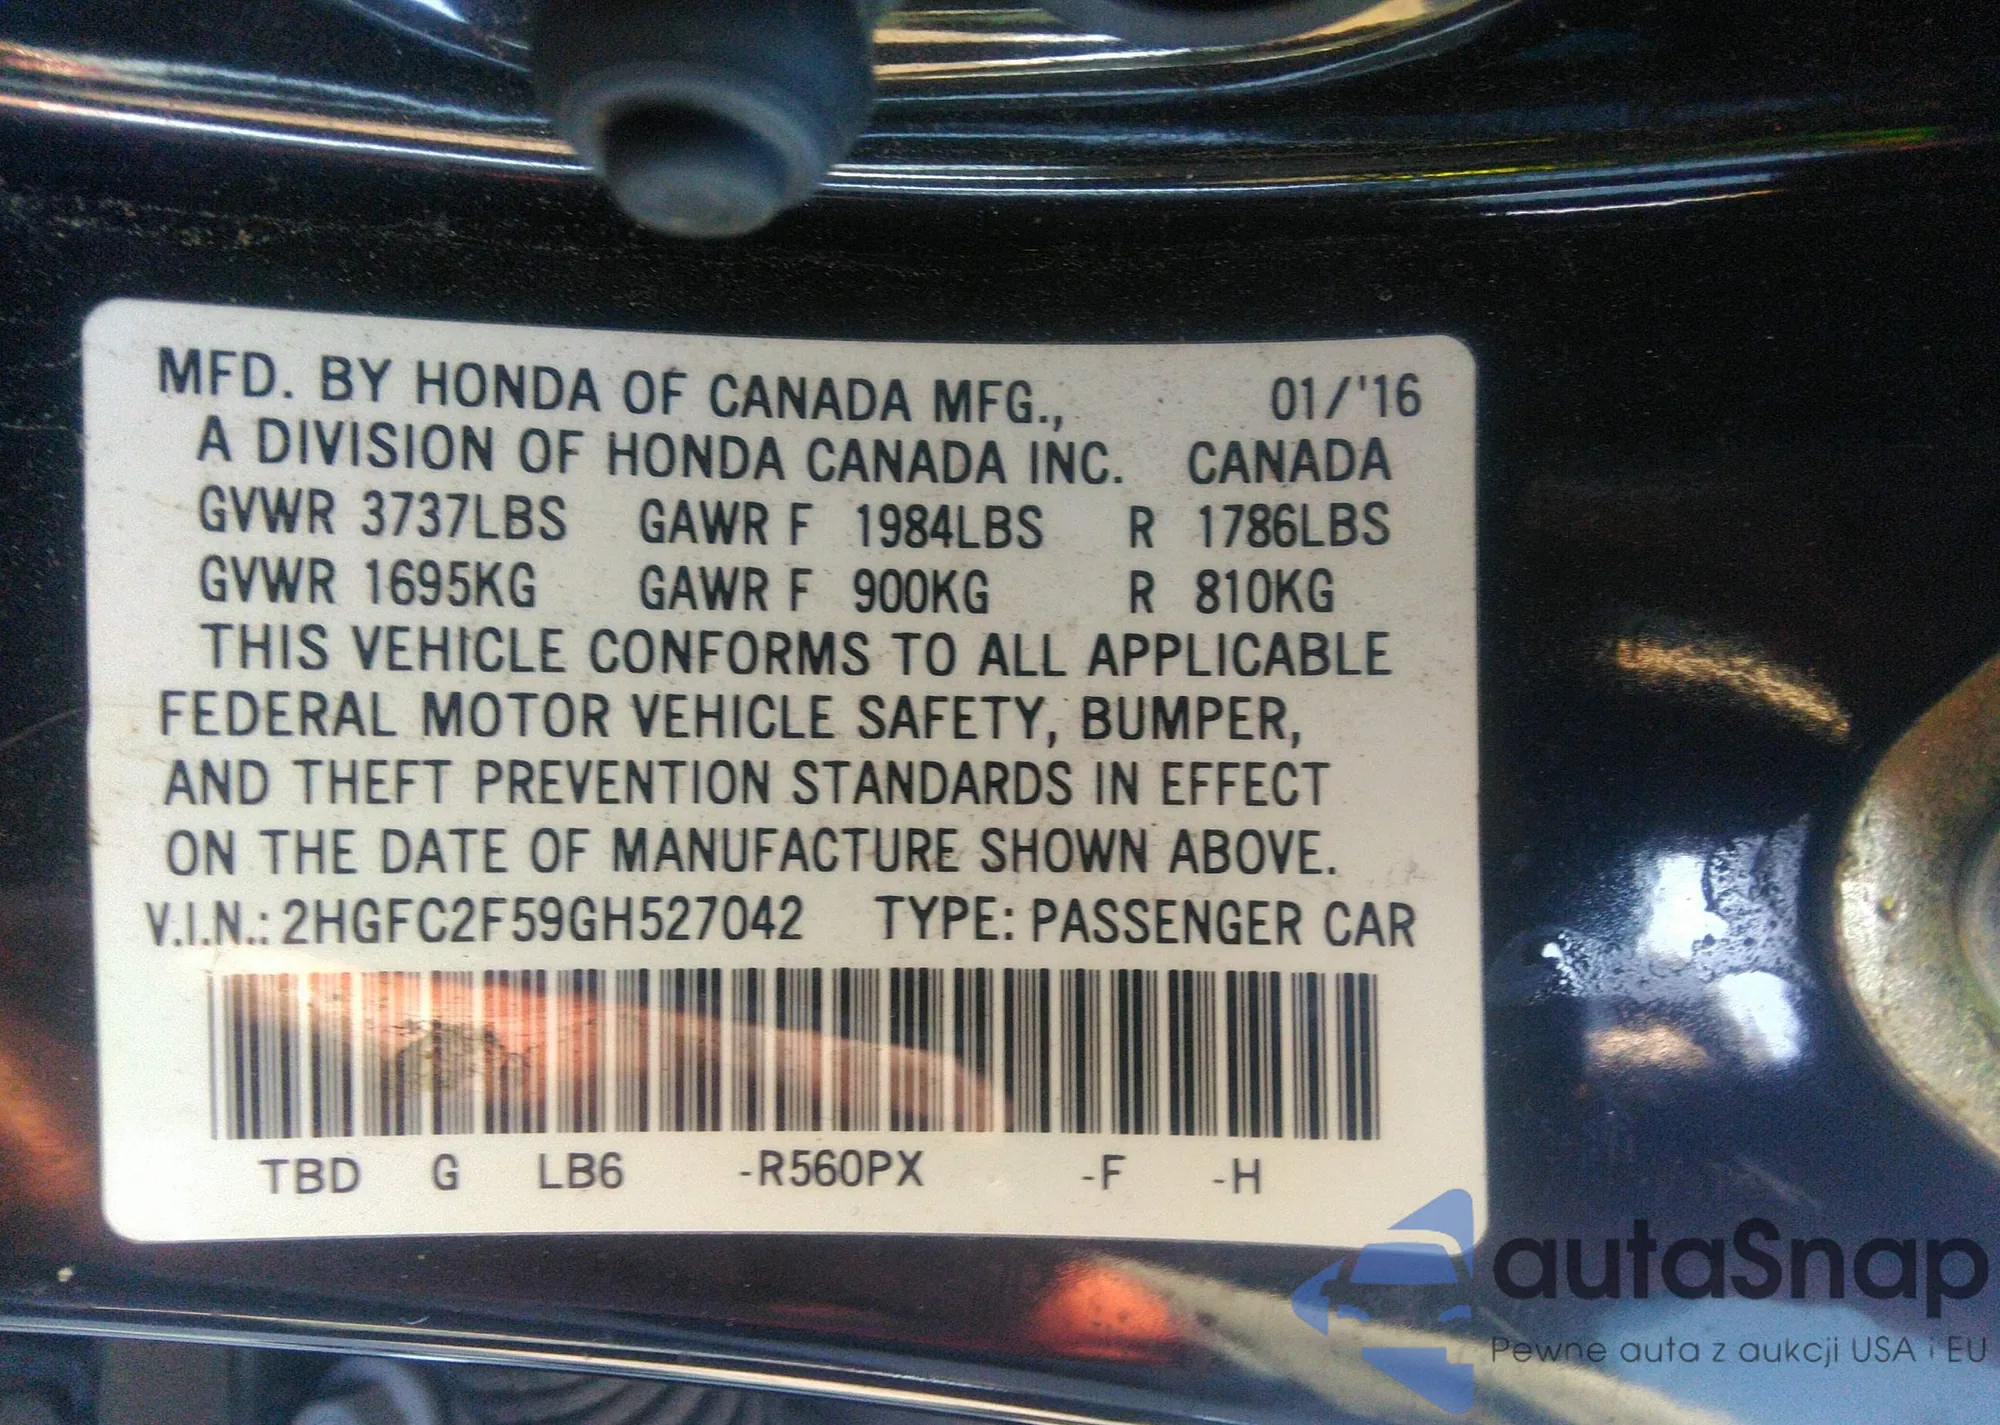 MFD. BY HONDA OF CANADA MFG., 01/'16
A DIVISION OF HONDA CANADA INC. CANADA
GVWR 3737LBS GAWR F 1984LBS R 1786LBS
GVWR 1695KG GAWR F 900KG R 810KG
THIS VEHICLE CONFORMS TO ALL APPLICABLE
FEDERAL MOTOR VEHICLE SAFETY, BUMPER,
AND THEFT PREVENTION STANDARDS IN EFFECT
ON THE DATE OF MANUFACTURE SHOWN ABOVE.
V.I.N.: 2HGFC2F59GH527042 TYPE: PASSENGER CAR
TBD G LB6 -R560PX -F -H
autaSnap
Pewne auta z aukcji USA i EU